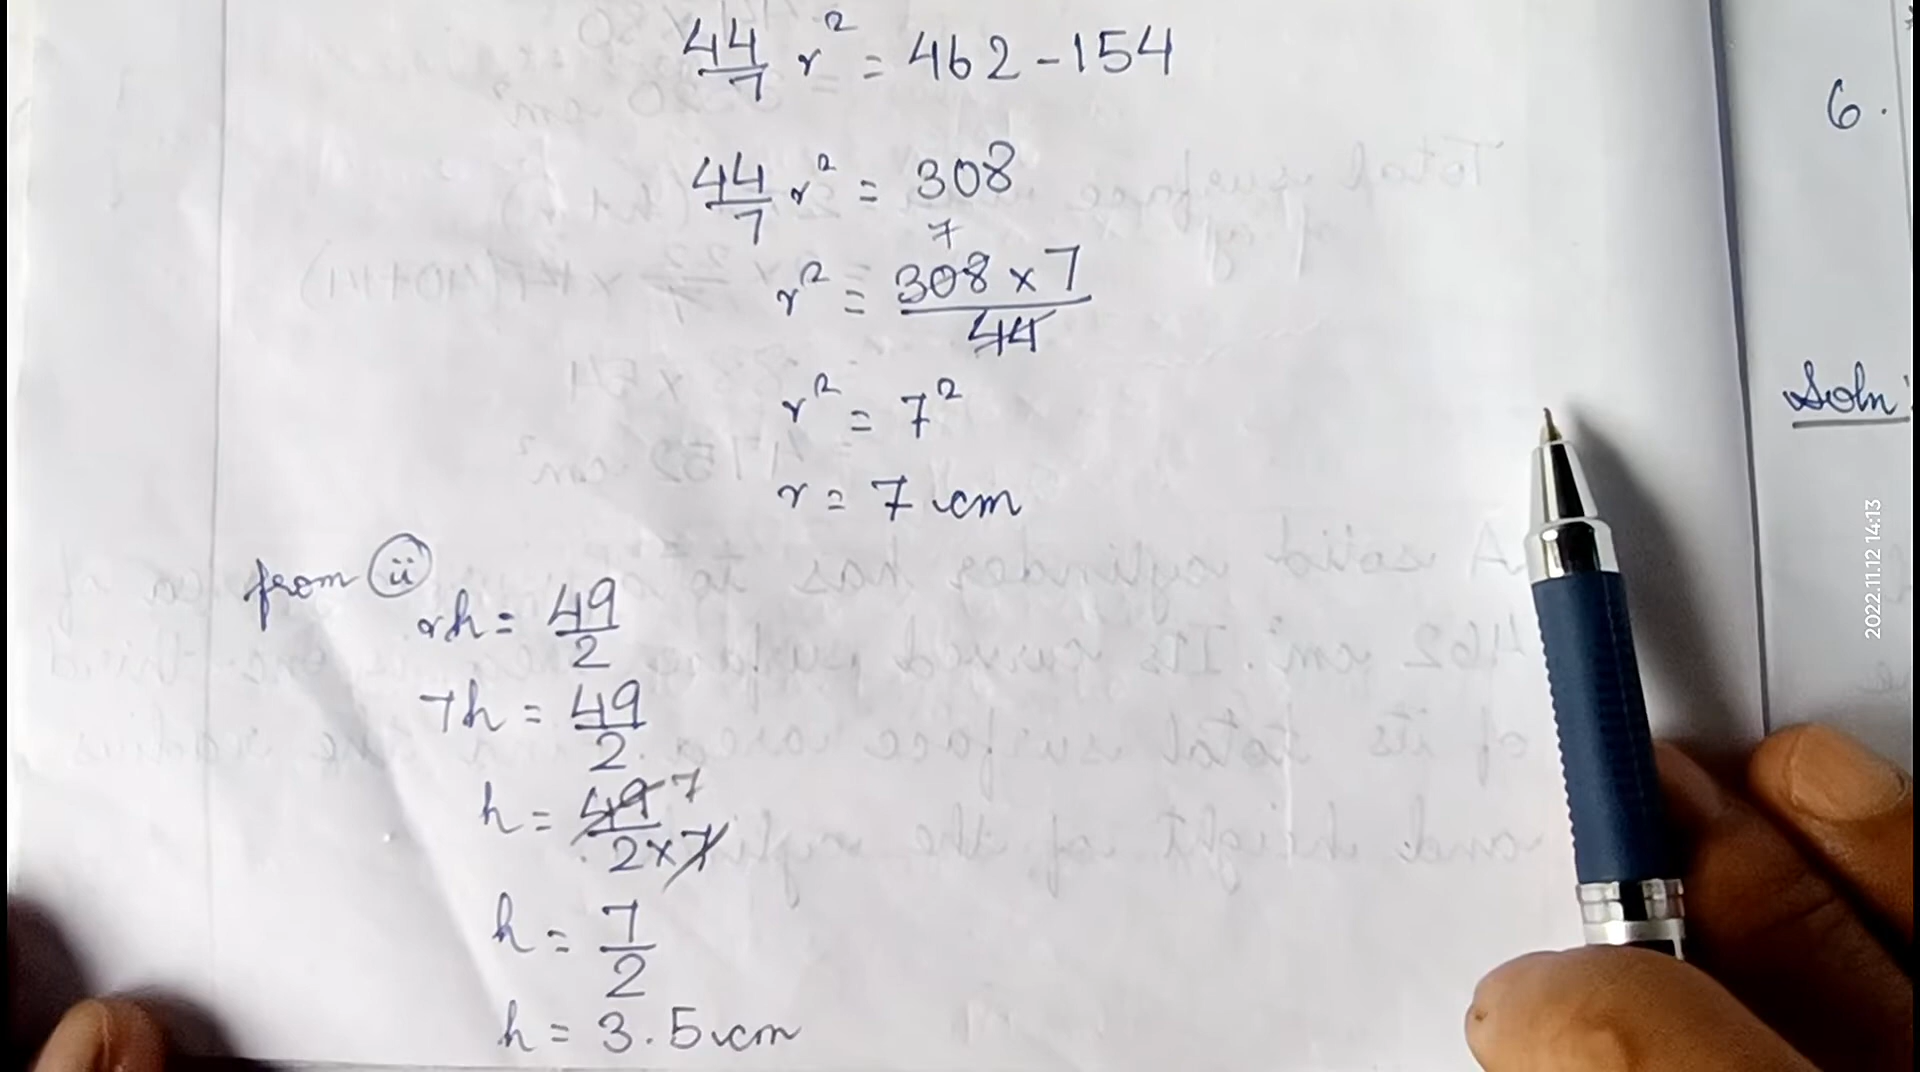 44/7 r² = 462 - 154
44/7 r² = 308
7
r² = 308 × 7 / 44
r² = 7²
r = 7 cm
from (ii)
rh = 49/2
7h = 49/2
h = 49 7 / 2×7
h = 7/2
h = 3.5 cm
6.
Soln:
2022.11.12 14:13